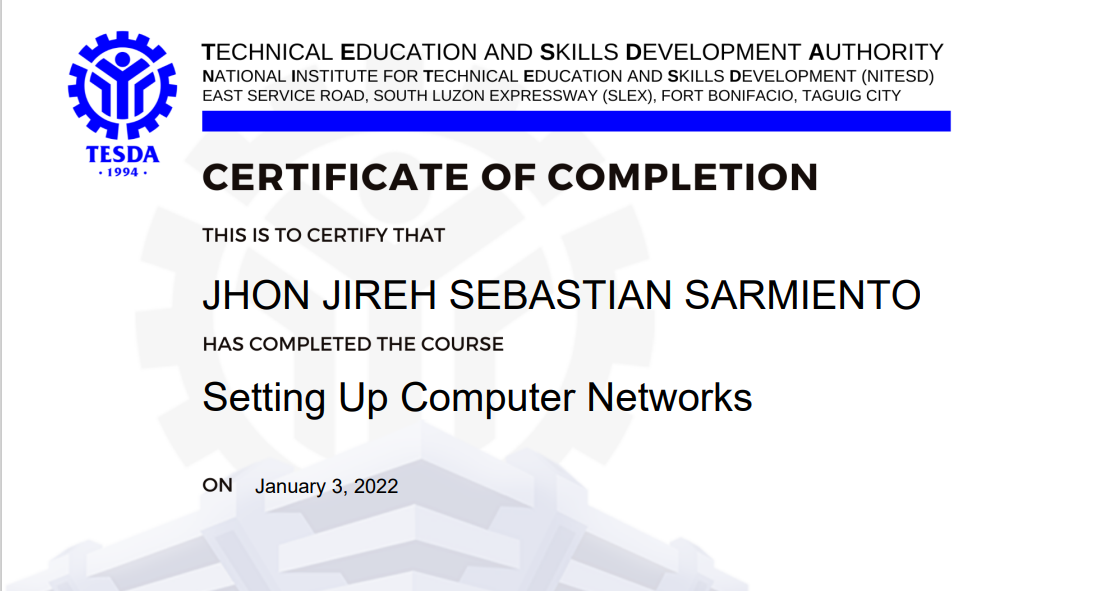 TECHNICAL EDUCATION AND SKILLS DEVELOPMENT AUTHORITY
NATIONAL INSTITUTE FOR TECHNICAL EDUCATION AND SKILLS DEVELOPMENT (NITESD)
EAST SERVICE ROAD, SOUTH LUZON EXPRESSWAY (SLEX), FORT BONIFACIO, TAGUIG CITY
TESDA
· 1994 ·
CERTIFICATE OF COMPLETION
THIS IS TO CERTIFY THAT
JHON JIREH SEBASTIAN SARMIENTO
HAS COMPLETED THE COURSE
Setting Up Computer Networks
ON January 3, 2022